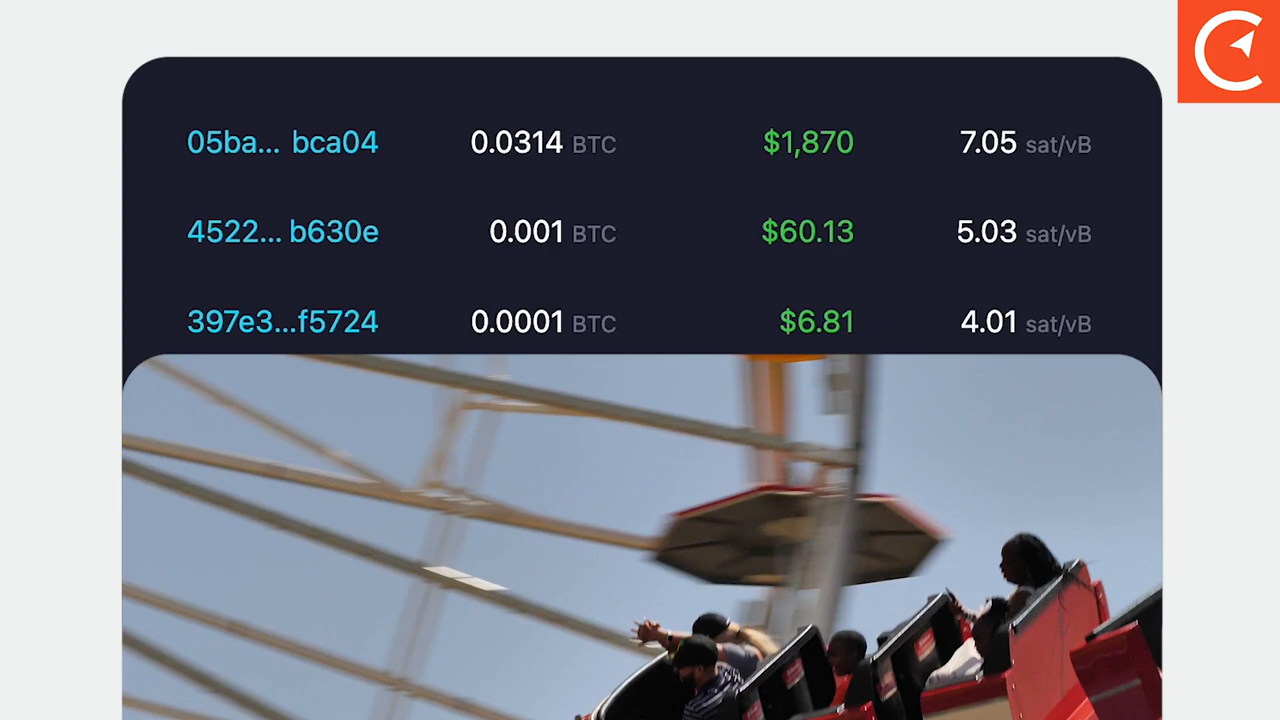 05ba... bca04 0.0314 BTC $1,870 7.05 sat/vB
4522... b630e 0.001 BTC $60.13 5.03 sat/vB
397e3...f5724 0.0001 BTC $6.81 4.01 sat/vB